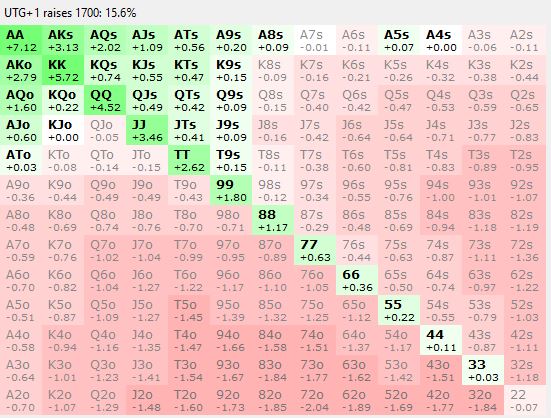 UTG+1 raises 1700: 15.6%
AA AKs AQs AJs ATs A9s A8s A7s A6s A5s A4s A3s A2s
+7.12 +3.13 +2.02 +1.09 +0.56 +0.20 +0.09 -0.01 -0.11 +0.07 +0.00 -0.06 -0.11
AKo KK KQs KJs KTs K9s K8s K7s K6s K5s K4s K3s K2s
+2.79 +5.72 +0.74 +0.55 +0.47 +0.15 -0.09 -0.16 -0.21 -0.26 -0.32 -0.38 -0.44
AQo KQo QQ QJs QTs Q9s Q8s Q7s Q6s Q5s Q4s Q3s Q2s
+1.60 +0.22 +4.52 +0.49 +0.42 +0.09 -0.15 -0.40 -0.42 -0.47 -0.53 -0.59 -0.65
AJo KJo QJo JJ JTs J9s J8s J7s J6s J5s J4s J3s J2s
+0.60 +0.00 -0.05 +3.46 +0.41 +0.09 -0.16 -0.42 -0.64 -0.64 -0.71 -0.77 -0.83
ATo KTo QTo JTo TT T9s T8s T7s T6s T5s T4s T3s T2s
+0.03 -0.08 -0.14 -0.15 +2.62 +0.15 -0.11 -0.38 -0.60 -0.81 -0.83 -0.89 -0.95
A9o K9o Q9o J9o T9o 99 98s 97s 96s 95s 94s 93s 92s
-0.36 -0.44 -0.49 -0.49 -0.43 +1.80 -0.12 -0.34 -0.55 -0.76 -1.00 -1.01 -1.07
A8o K8o Q8o J8o T8o 98o 88 87s 86s 85s 84s 83s 82s
-0.48 -0.69 -0.74 -0.76 -0.70 -0.71 +1.17 -0.29 -0.48 -0.69 -0.94 -1.18 -1.19
A7o K7o Q7o J7o T7o 97o 87o 77 76s 75s 74s 73s 72s
-0.59 -0.76 -1.02 -1.04 -0.99 -0.95 -0.89 +0.63 -0.44 -0.63 -0.87 -1.11 -1.36
A6o K6o Q6o J6o T6o 96o 86o 76o 66 65s 64s 63s 62s
-0.70 -0.82 -1.04 -1.27 -1.22 -1.17 -1.10 -1.05 +0.36 -0.50 -0.74 -0.97 -1.22
A5o K5o Q5o J5o T5o 95o 85o 75o 65o 55 54s 53s 52s
-0.51 -0.87 -1.09 -1.27 -1.45 -1.39 -1.32 -1.25 -1.12 +0.22 -0.55 -0.79 -1.03
A4o K4o Q4o J4o T4o 94o 84o 74o 64o 54o 44 43s 42s
-0.58 -0.94 -1.16 -1.35 -1.47 -1.66 -1.58 -1.51 -1.37 -1.17 +0.11 -0.87 -1.11
A3o K3o Q3o J3o T3o 93o 83o 73o 63o 53o 43o 33 32s
-0.64 -1.01 -1.23 -1.41 -1.54 -1.67 -1.84 -1.77 -1.62 -1.42 -1.51 +0.03 -1.18
A2o K2o Q2o J2o T2o 92o 82o 72o 62o 52o 42o 32o 22
-0.70 -1.07 -1.29 -1.48 -1.60 -1.73 -1.85 -2.04 -1.89 -1.69 -1.77 -1.84 -0.07